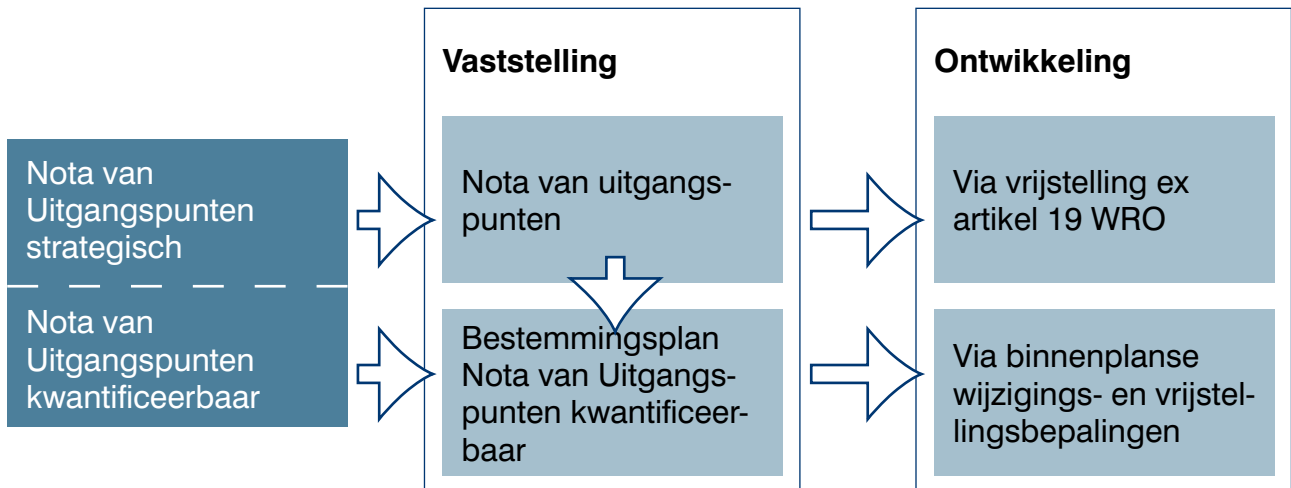 Nota van
Uitgangspunten
strategisch
Nota van
Uitgangspunten
kwantificeerbaar
Vaststelling
Nota van uitgangs-
punten
Bestemmingsplan
Nota van Uitgangs-
punten kwantificeer-
baar
Ontwikkeling
Via vrijstelling ex
artikel 19 WRO
Via binnenplanse
wijzigings- en vrijstel-
lingsbepalingen